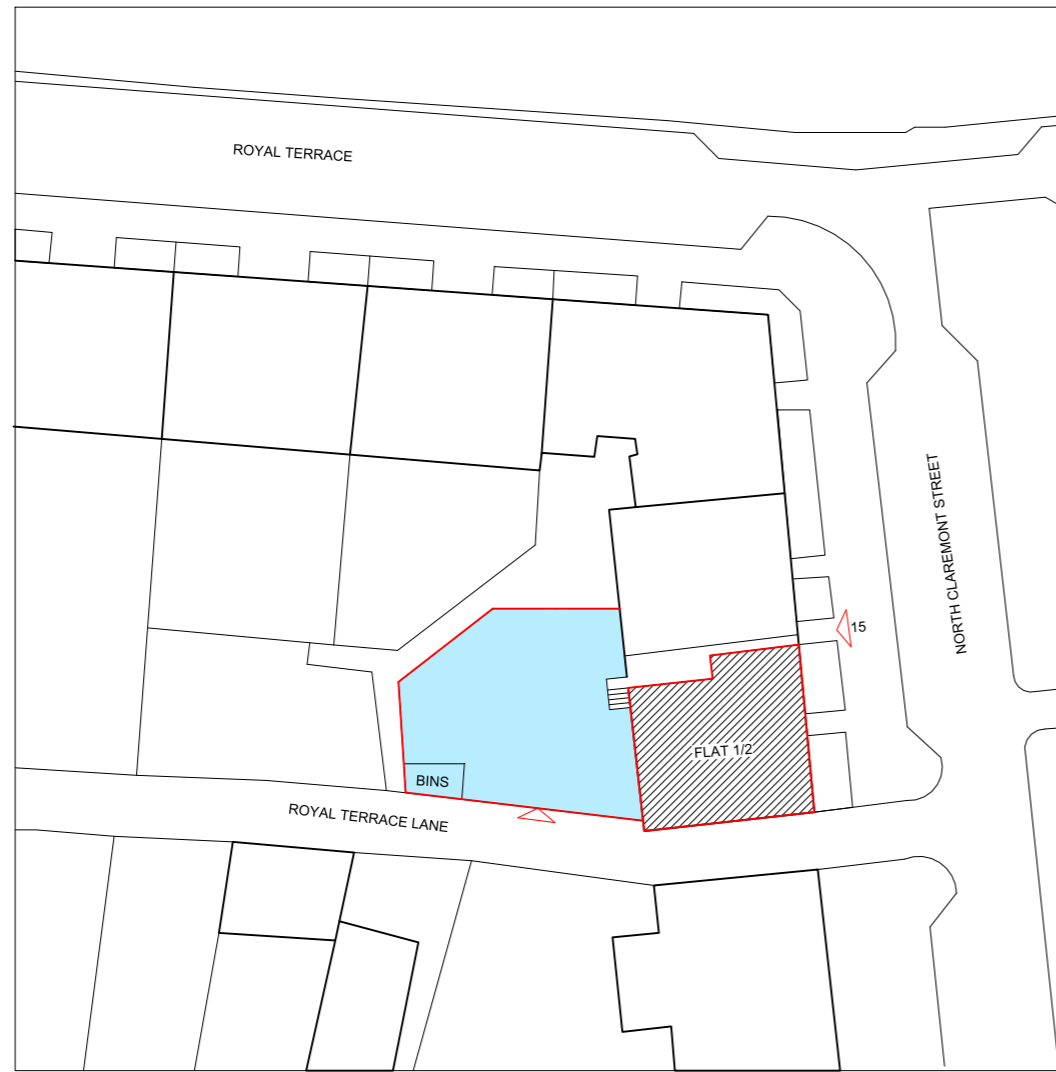 ROYAL TERRACE
NORTH CLAREMONT STREET
15
FLAT 1/2
BINS
ROYAL TERRACE LANE